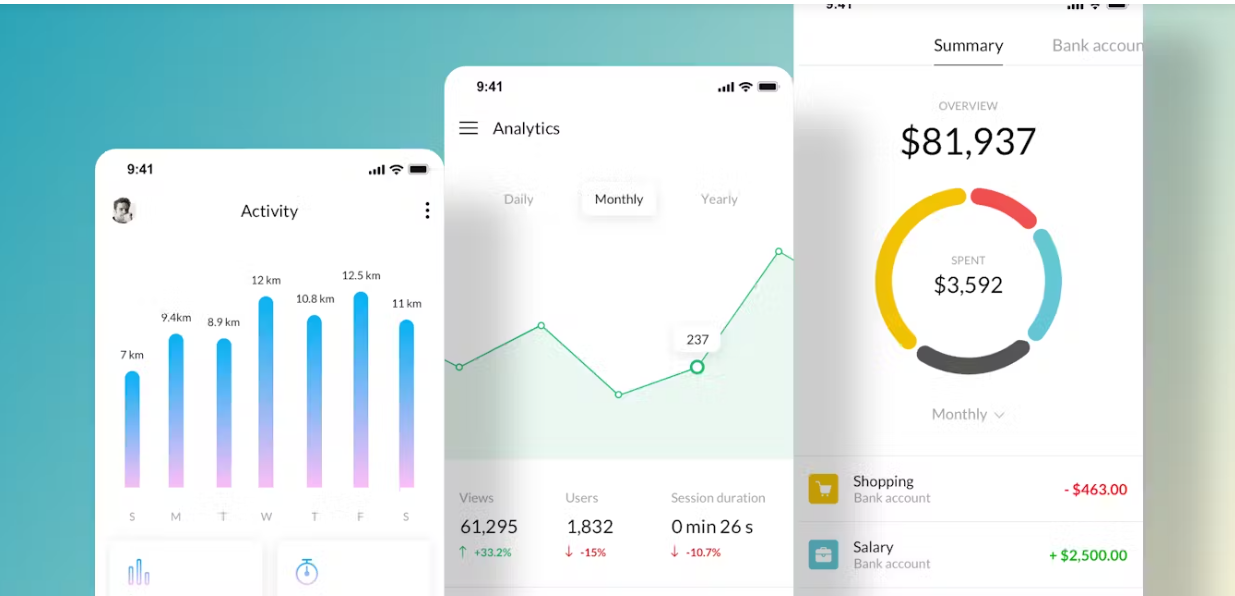 9:41
Activity
12.5 km
12 km
10.8 km
11 km
9.4km
8.9 km
7 km
S M T W T F S
9:41
Analytics
Daily Monthly Yearly
237
Views Users Session duration
61,295 1,832 0 min 26 s
↑ +33.2% ↓ -15% ↓ -10.7%
9:41
Summary Bank accoun
OVERVIEW
$81,937
SPENT
$3,592
Monthly
Shopping
- $463.00
Bank account
Salary
+ $2,500.00
Bank account